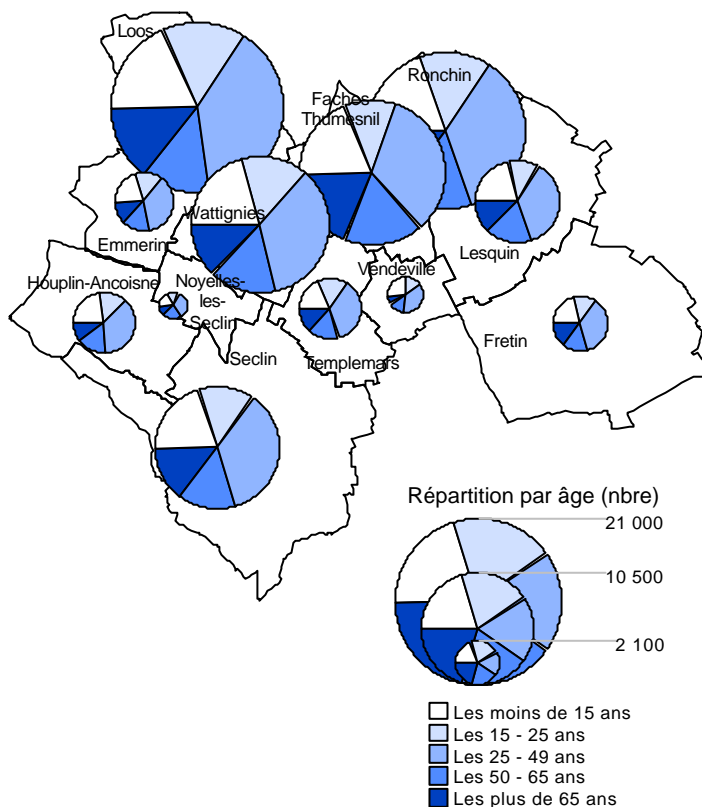 Loos
Ronchin
Faches
Thumesnil
Wattignies
Emmerin
Lesquin
Vendeville
Houplin-Ancoisne
Noyelles-
les-
Seclin
Fretin
Templemars
Seclin
Répartition par âge (nbre)
21 000
10 500
2 100
Les moins de 15 ans
Les 15 - 25 ans
Les 25 - 49 ans
Les 50 - 65 ans
Les plus de 65 ans